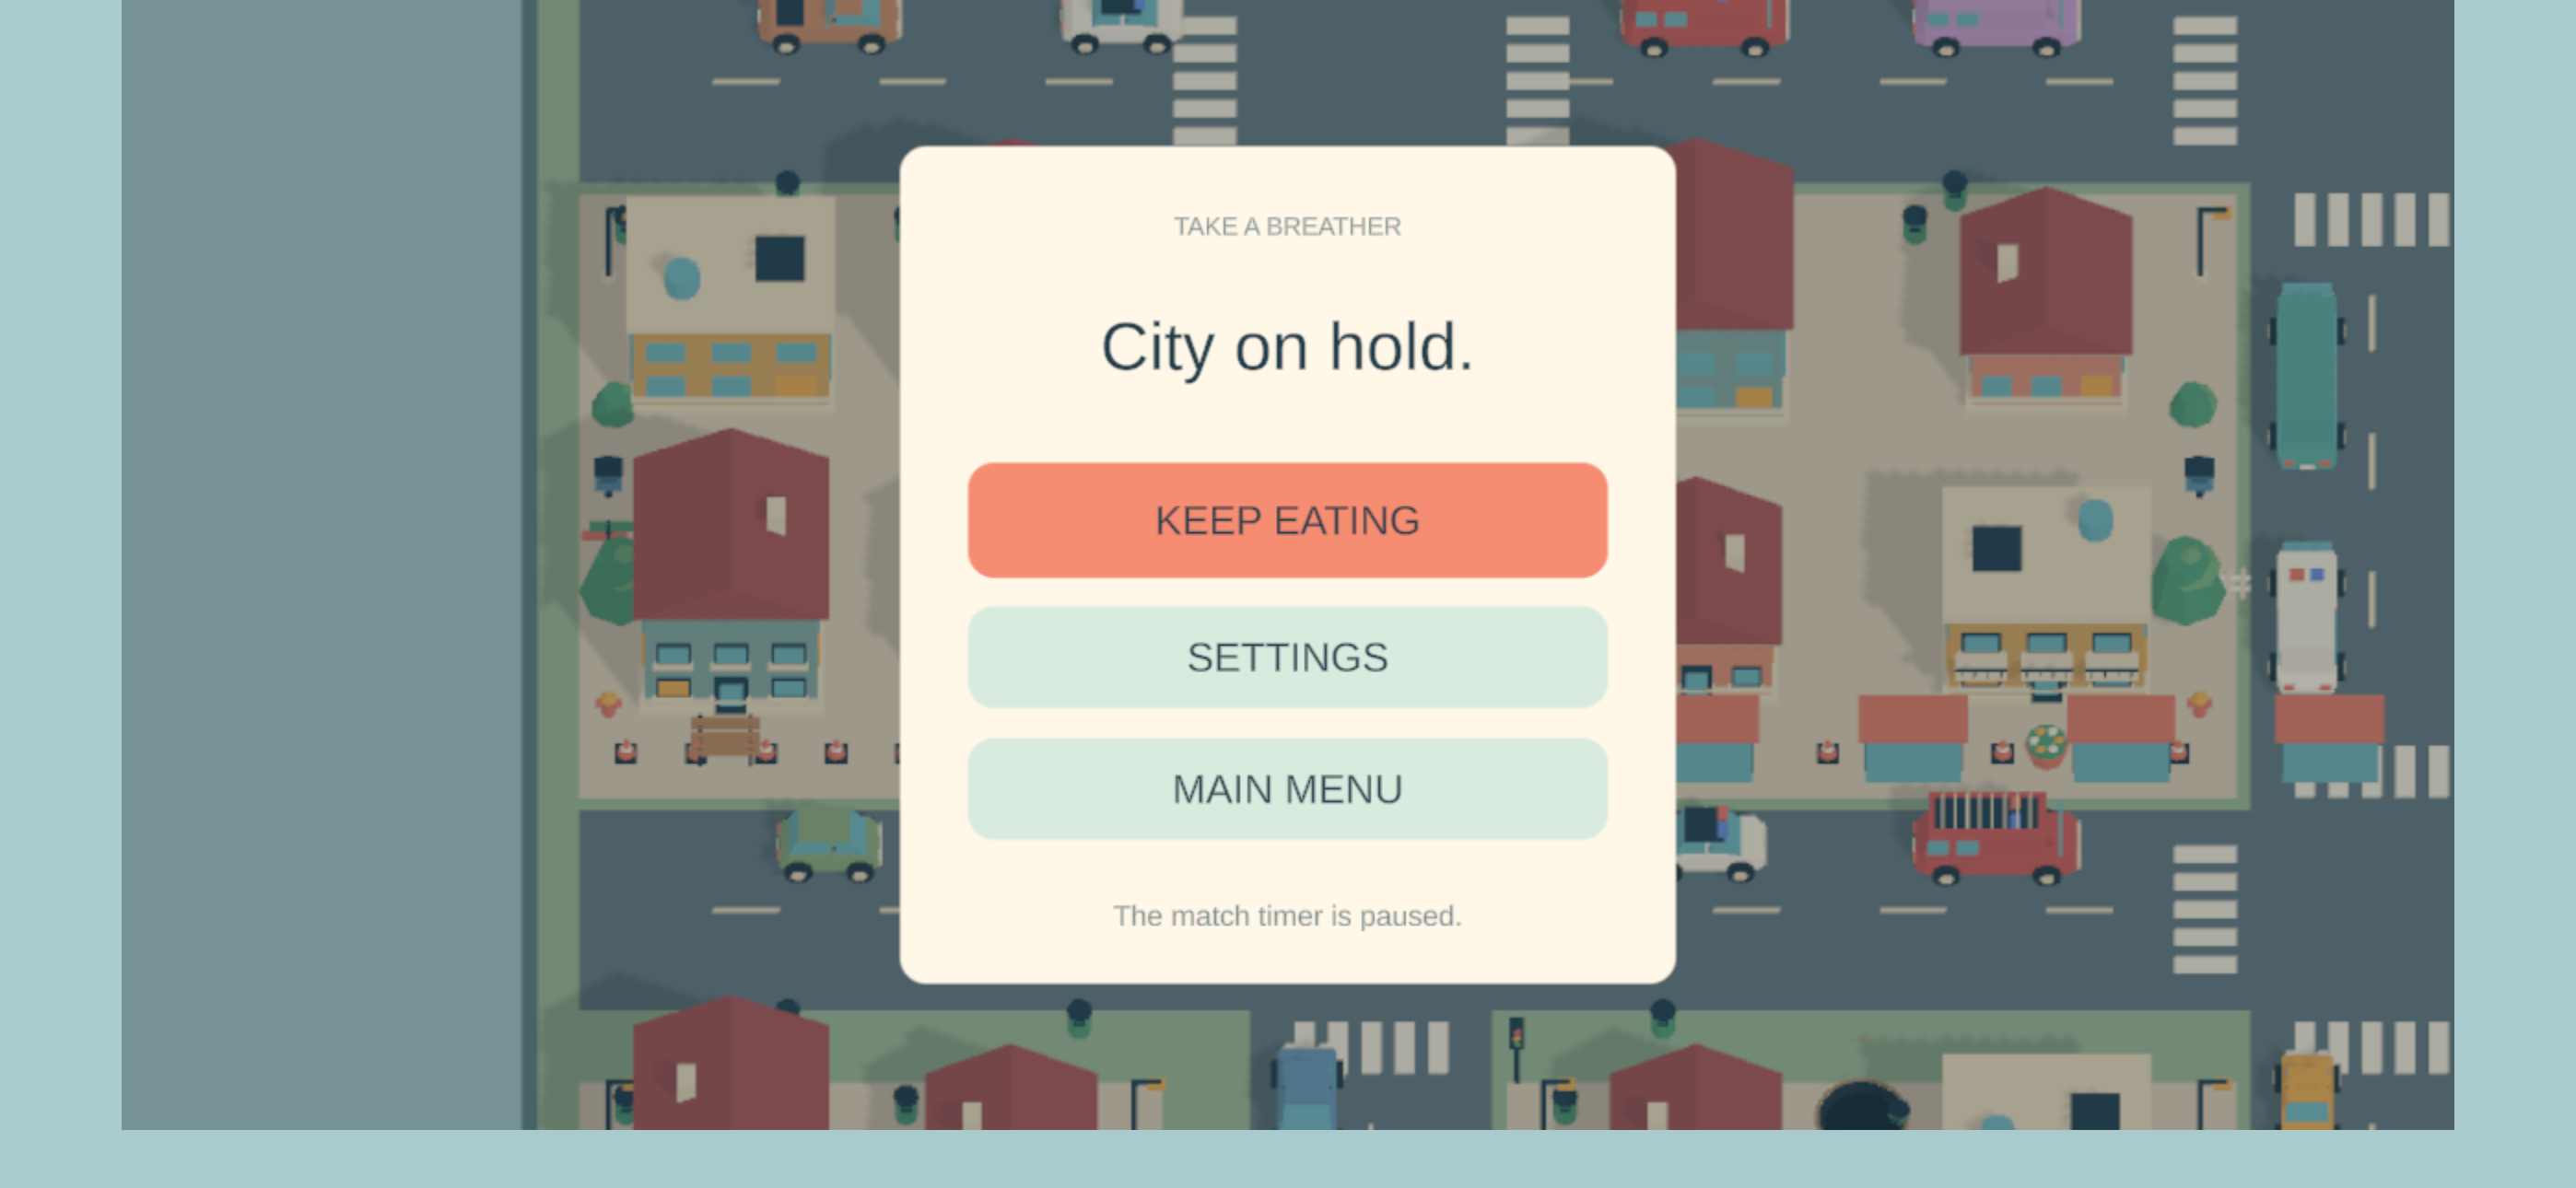 TAKE A BREATHER
City on hold.
KEEP EATING
SETTINGS
MAIN MENU
The match timer is paused.